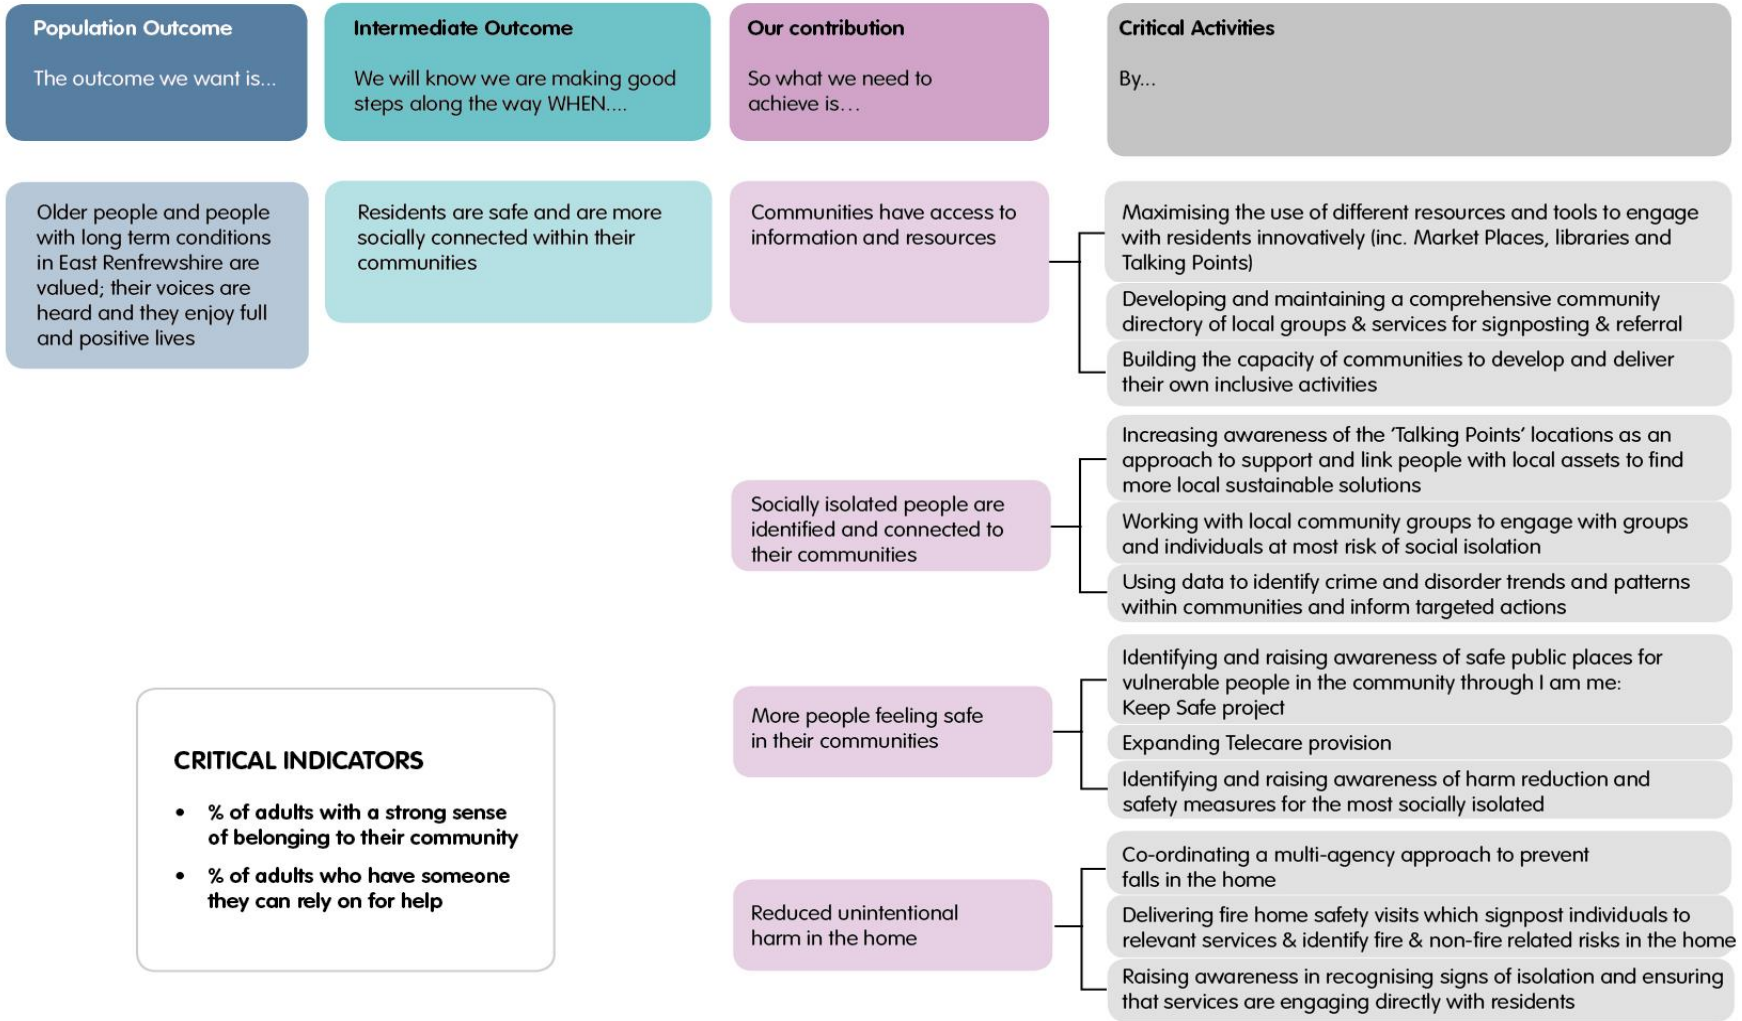 Population Outcome
The outcome we want is...
Intermediate Outcome
We will know we are making good
steps along the way WHEN....
Our contribution
So what we need to
achieve is...
Critical Activities
By...
Older people and people
with long term conditions
in East Renfrewshire are
valued; their voices are
heard and they enjoy full
and positive lives
Residents are safe and are more
socially connected within their
communities
Communities have access to
information and resources
Maximising the use of different resources and tools to engage
with residents innovatively (inc. Market Places, libraries and
Talking Points)
Developing and maintaining a comprehensive community
directory of local groups & services for signposting & referral
Building the capacity of communities to develop and deliver
their own inclusive activities
Socially isolated people are
identified and connected to
their communities
Increasing awareness of the ‘Talking Points’ locations as an
approach to support and link people with local assets to find
more local sustainable solutions
Working with local community groups to engage with groups
and individuals at most risk of social isolation
Using data to identify crime and disorder trends and patterns
within communities and inform targeted actions
More people feeling safe
in their communities
Identifying and raising awareness of safe public places for
vulnerable people in the community through I am me:
Keep Safe project
Expanding Telecare provision
Identifying and raising awareness of harm reduction and
safety measures for the most socially isolated
Reduced unintentional
harm in the home
Co-ordinating a multi-agency approach to prevent
falls in the home
Delivering fire home safety visits which signpost individuals to
relevant services & identify fire & non-fire related risks in the home
Raising awareness in recognising signs of isolation and ensuring
that services are engaging directly with residents
CRITICAL INDICATORS
• % of adults with a strong sense
of belonging to their community
• % of adults who have someone
they can rely on for help